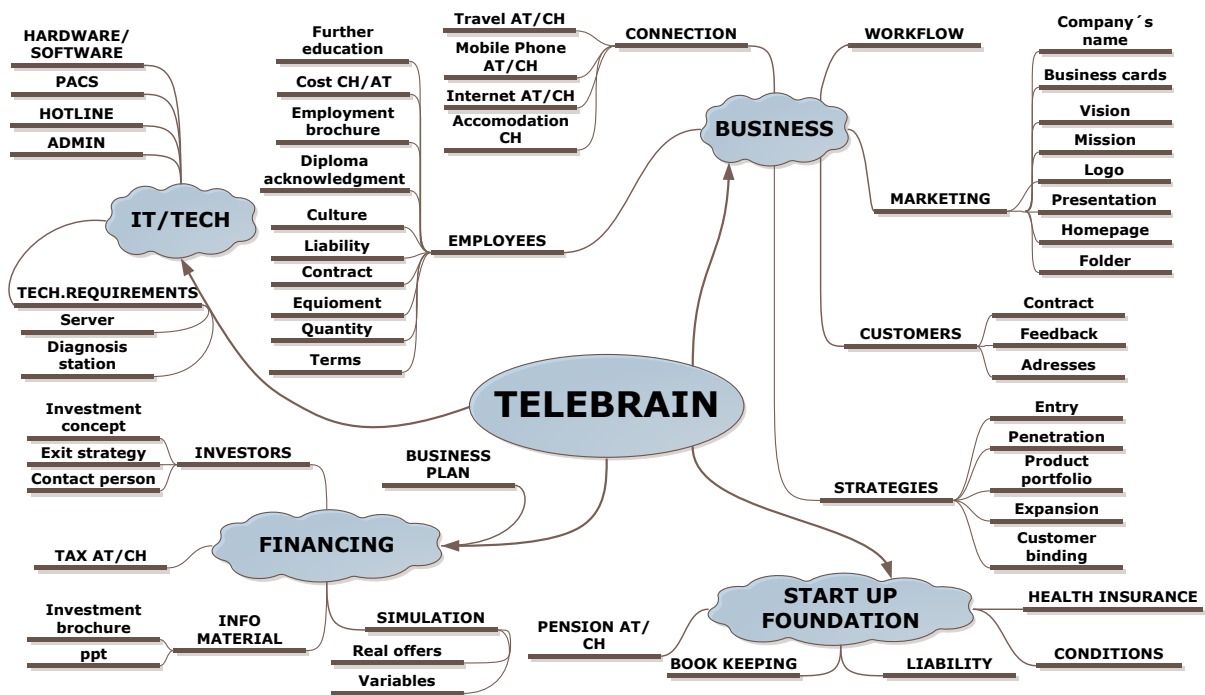 HARDWARE/
SOFTWARE
PACS
HOTLINE
ADMIN
IT/TECH
TECH.REQUIREMENTS
Server
Diagnosis
station
Further
education
Cost CH/AT
Employment
brochure
Diploma
acknowledgment
Culture
Liability
Contract
Equioment
Quantity
Terms
EMPLOYEES
Travel AT/CH
Mobile Phone
AT/CH
Internet AT/CH
Accomodation
CH
CONNECTION
BUSINESS
WORKFLOW
MARKETING
Company´s
name
Business cards
Vision
Mission
Logo
Presentation
Homepage
Folder
CUSTOMERS
Contract
Feedback
Adresses
STRATEGIES
Entry
Penetration
Product
portfolio
Expansion
Customer
binding
TELEBRAIN
Investment
concept
Exit strategy
Contact person
INVESTORS
BUSINESS
PLAN
FINANCING
TAX AT/CH
Investment
brochure
ppt
INFO
MATERIAL
SIMULATION
Real offers
Variables
START UP
FOUNDATION
PENSION AT/
CH
BOOK KEEPING
LIABILITY
HEALTH INSURANCE
CONDITIONS